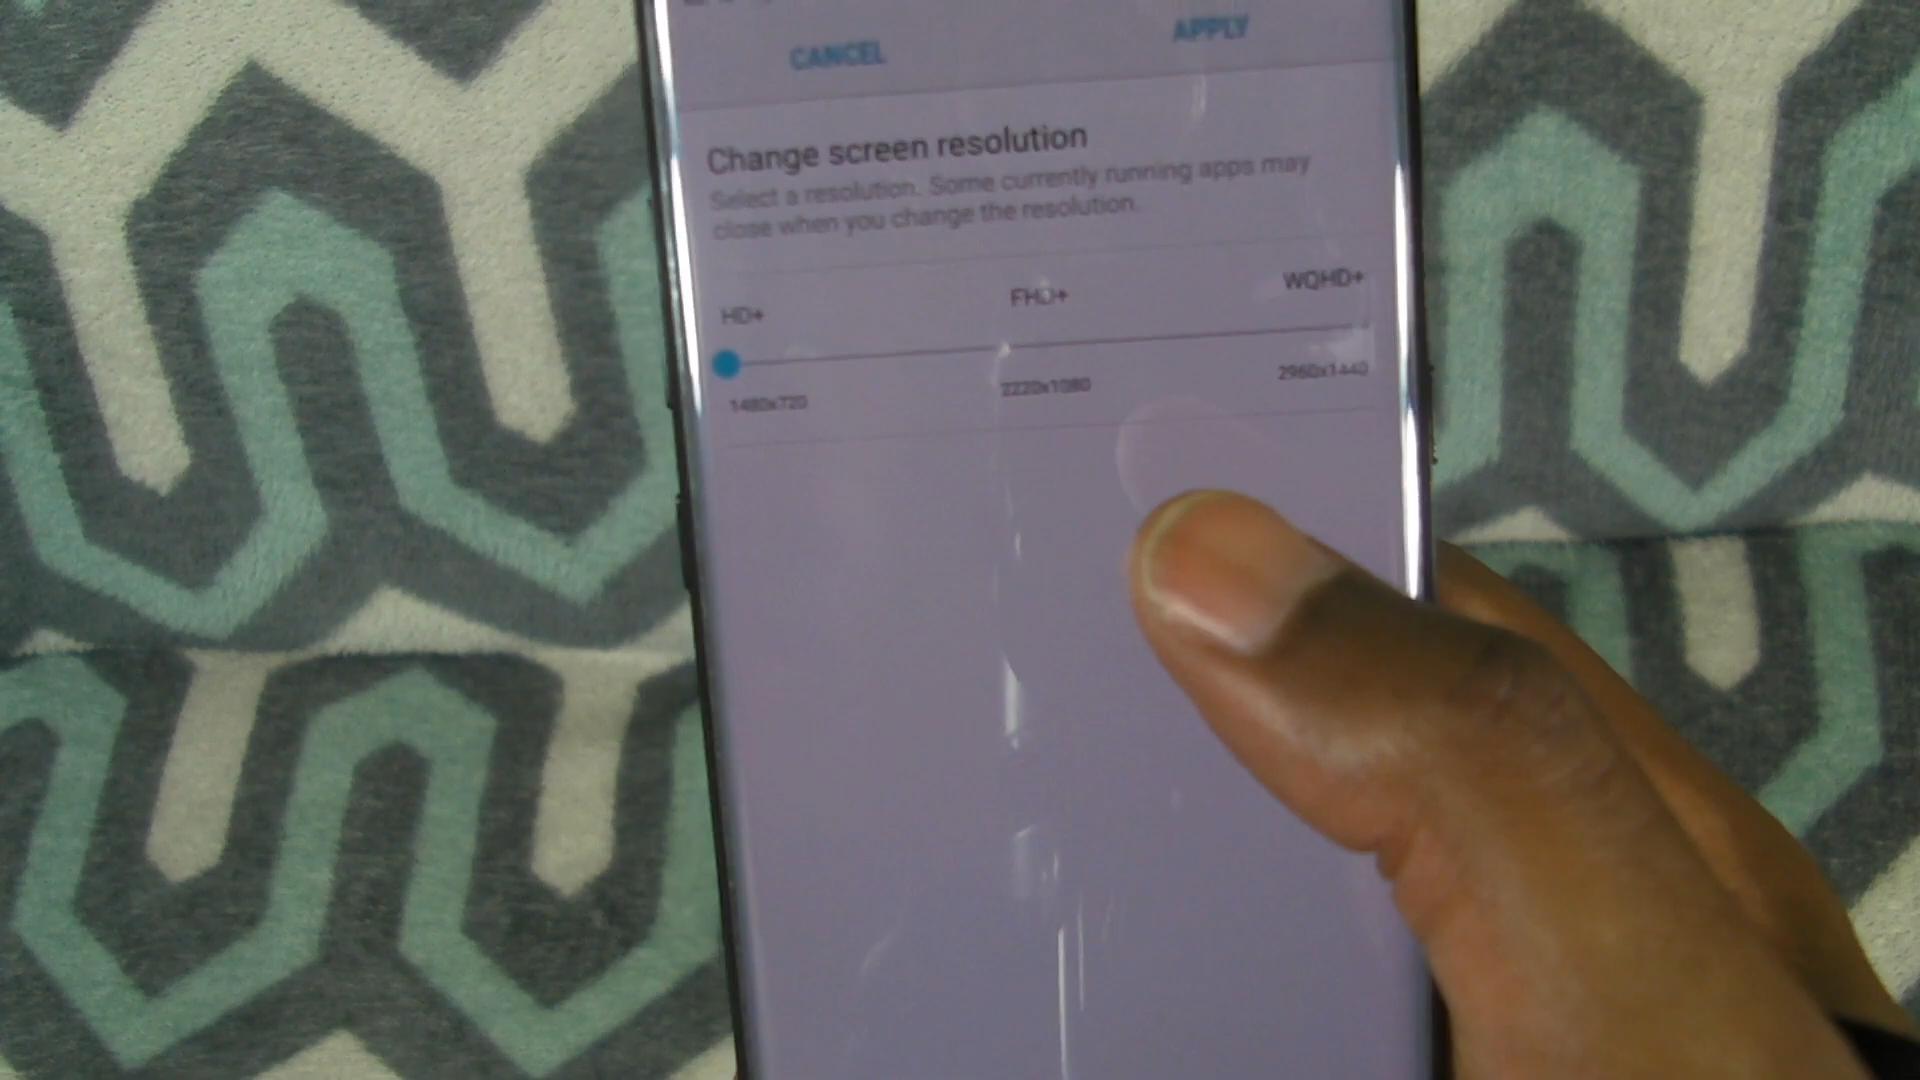 CANCEL APPLY
Change screen resolution
Select a resolution. Some currently running apps may
close when you change the resolution.
HD+ FHD+ WQHD+
1480x720 2220x1080 2960x1440